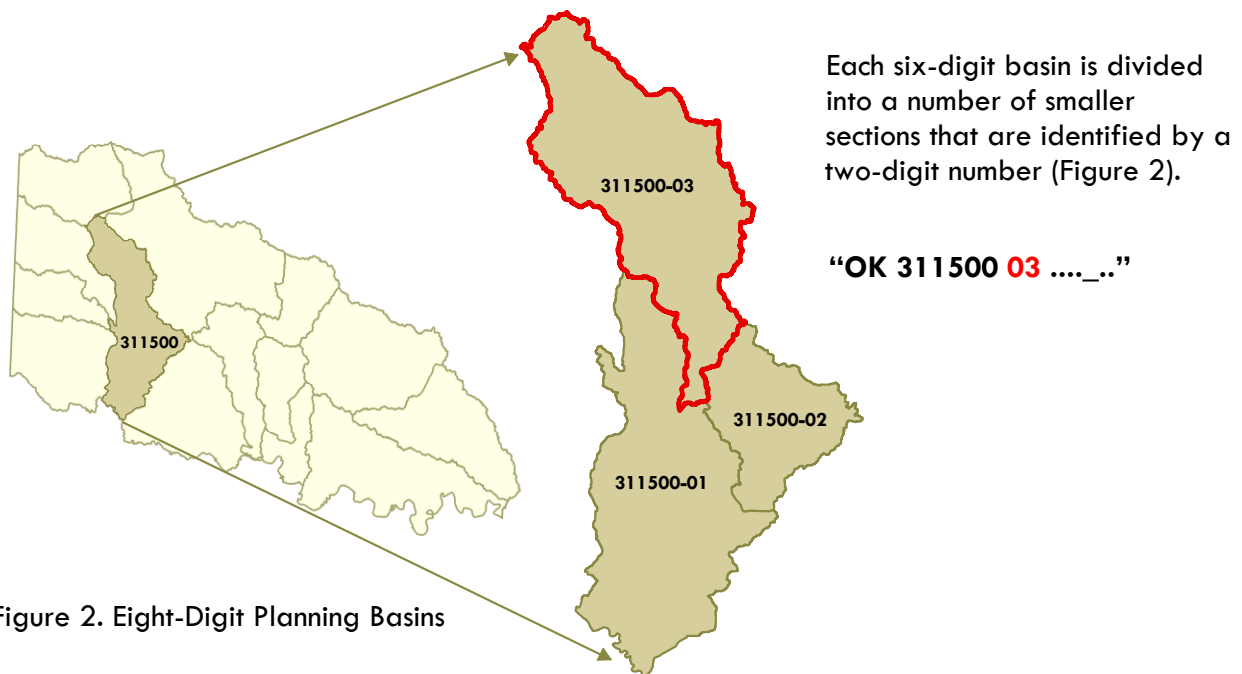 Each six-digit basin is divided
into a number of smaller
sections that are identified by a
two-digit number (Figure 2).
311500-03
“OK 311500 03 ...._..”
311500
311500-02
311500-01
Figure 2. Eight-Digit Planning Basins